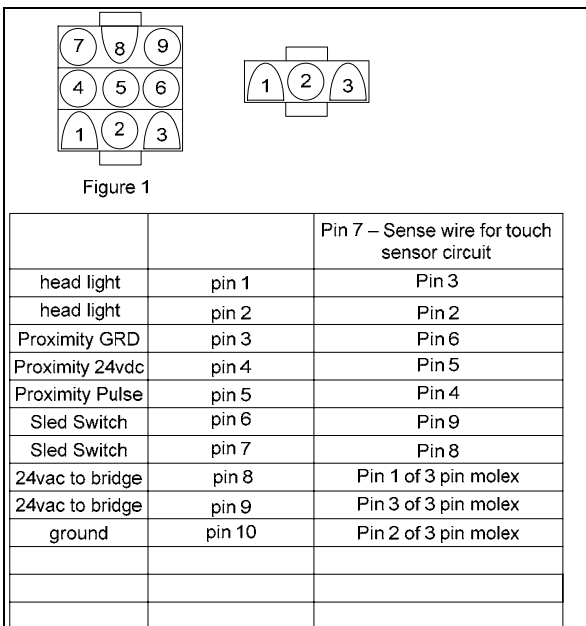 7 8 9
4 5 6
1 2 3
1 2 3
Figure 1
Pin 7 – Sense wire for touch
sensor circuit
head light pin 1 Pin 3
head light pin 2 Pin 2
Proximity GRD pin 3 Pin 6
Proximity 24vdc pin 4 Pin 5
Proximity Pulse pin 5 Pin 4
Sled Switch pin 6 Pin 9
Sled Switch pin 7 Pin 8
24vac to bridge pin 8 Pin 1 of 3 pin molex
24vac to bridge pin 9 Pin 3 of 3 pin molex
ground pin 10 Pin 2 of 3 pin molex